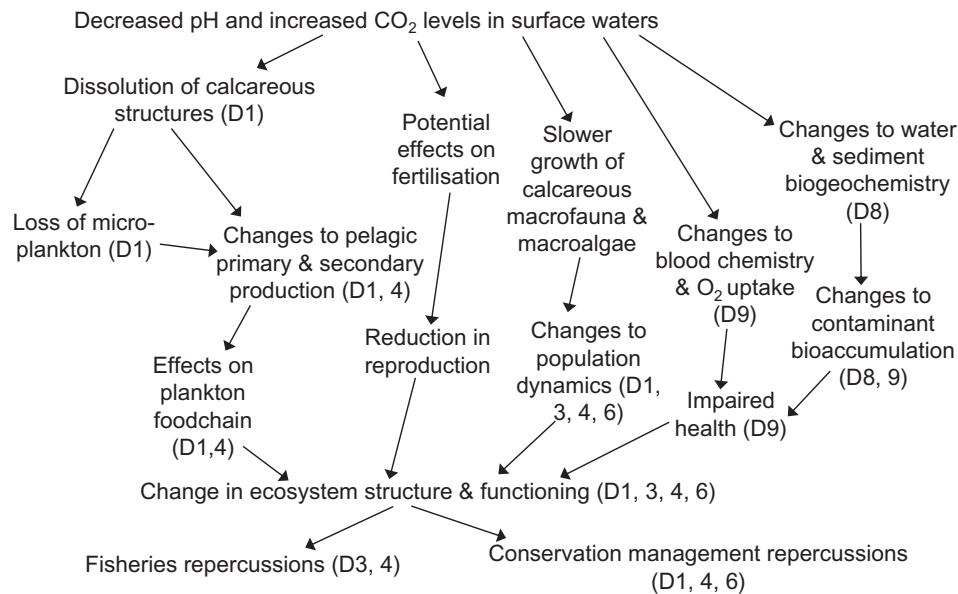 Decreased pH and increased CO₂ levels in surface waters
Dissolution of calcareous
structures (D1)
Potential
effects on
fertilisation
Slower
growth of
calcareous
macrofauna &
macroalgae
Changes to water
& sediment
biogeochemistry
(D8)
Loss of micro-
plankton (D1)
Changes to pelagic
primary & secondary
production (D1, 4)
Changes to
blood chemistry
& O₂ uptake
(D9)
Changes to
contaminant
bioaccumulation
(D8, 9)
Reduction in
reproduction
Changes to
population
dynamics (D1,
3, 4, 6)
Effects on
plankton
foodchain
(D1,4)
Impaired
health (D9)
Change in ecosystem structure & functioning (D1, 3, 4, 6)
Fisheries repercussions (D3, 4)
Conservation management repercussions
(D1, 4, 6)